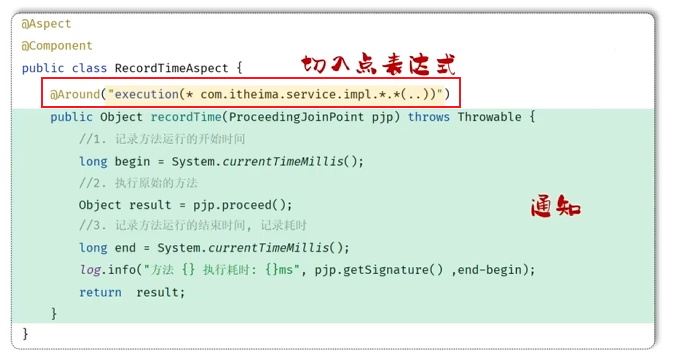 @Aspect
@Component
public class RecordTimeAspect {
切入点表达式
@Around("execution(* com.itheima.service.impl.*.*(..))")
public Object recordTime(ProceedingJoinPoint pjp) throws Throwable {
//1. 记录方法运行的开始时间
long begin = System.currentTimeMillis();
//2. 执行原始的方法
Object result = pjp.proceed();
通知
//3. 记录方法运行的结束时间, 记录耗时
long end = System.currentTimeMillis();
log.info("方法 {} 执行耗时: {}ms", pjp.getSignature() ,end-begin);
return  result;
}
}